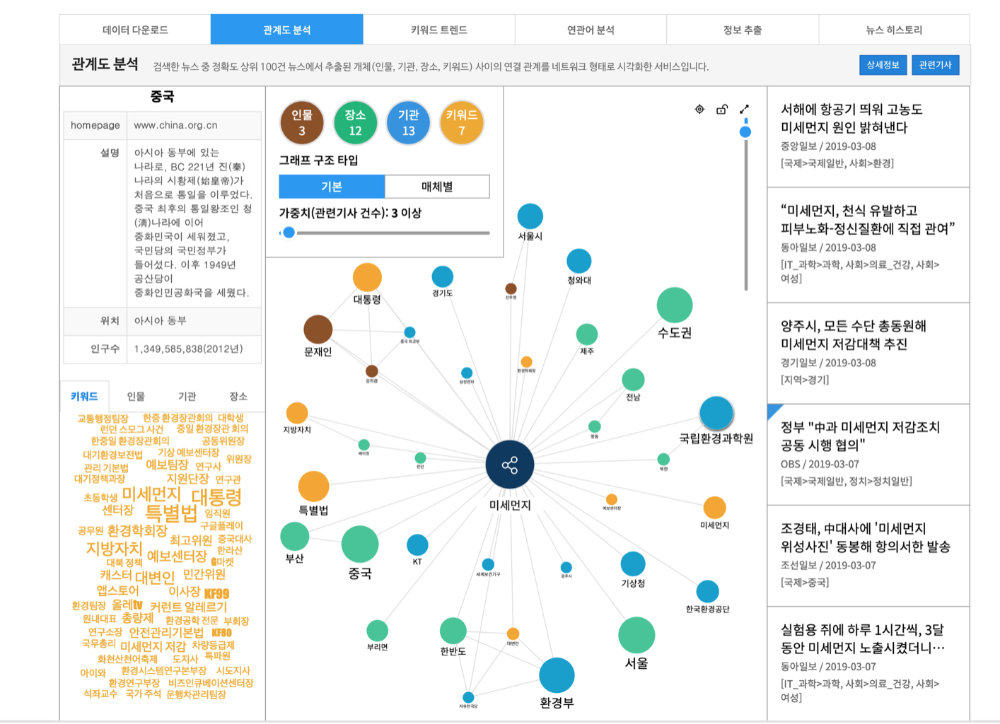 데이터 다운로드
관계도 분석
키워드 트렌드
연관어 분석
정보 추출
뉴스 히스토리
관계도 분석
검색한 뉴스 중 정확도 상위 100건 뉴스에서 추출된 개체(인물, 기관, 장소, 키워드) 사이의 연결 관계를 네트워크 형태로 시각화한 서비스입니다.
상세정보
관련기사
중국
homepage www.china.org.cn
설명 아시아 동부에 있는
나라로, BC 221년 진(秦)
나라의 시황제(始皇帝)가
처음으로 통일을 이루었다.
중국 최후의 통일왕조인 청
(淸)나라에 이어
중화민국이 세워졌고,
국민당의 국민정부가
들어섰다. 이후 1949년
공산당이
중화인민공화국을 세웠다.
위치 아시아 동부
인구수 1,349,585,838(2012년)
키워드 인물 기관 장소
교통행정팀장 한중 환경장관회의 대학생
런던 스모그 사건 중일 환경장관 회의
한중일 환경장관회의 공동위원장
대기환경보전법 기상 예보센터장 위원장
관리 기본법 예보팀장 연구사
대기정책과장 지원단장 연구관
초등학생 미세먼지 대통령
센터장 특별법 임직원
공무원 환경학회장 구글플레이
최고위원 중국대사
지방자치 예보센터장 한라산
대북 정책 G마켓
캐스터 대변인 민간위원
앱스토어 이사장 KF99
환경팀장 올레tv 커런트 알레르기
원내대표 총량제 환경공학 전문 부회장
연구소장 안전관리기본법 KF80
국무총리 미세먼지 저감 차량등급제
화천산천어축제 도지사 특파원
아이와 환경시스템연구본부장 시도지사
환경연구부장 비즈인큐베이션센터장
석좌교수 국가 주석 운행차관리팀장
인물
3
장소
12
기관
13
키워드
7
그래프 구조 타입
기본
매체별
가중치(관련기사 건수): 3 이상
서울시
청와대
대통령
경기도
선우영
수도권
문재인
중국 외교부
제주
김의겸
삼성전자
환경학회장
전남
지방자치
국립환경과학원
영동
베이징
런던
북한
미세먼지
특별법
예보센터장
미세먼지
부산
중국
KT
세계보건기구
광주시
기상청
한국환경공단
부리면
한반도
대변인
서울
자유한국당
환경부
서해에 항공기 띄워 고농도
미세먼지 원인 밝혀낸다
중앙일보 / 2019-03-08
[국제>국제일반, 사회>환경]
“미세먼지, 천식 유발하고
피부노화-정신질환에 직접 관여”
동아일보 / 2019-03-08
[IT_과학>과학, 사회>의료_건강, 사회>
여성]
양주시, 모든 수단 총동원해
미세먼지 저감대책 추진
경기일보 / 2019-03-08
[지역>경기]
정부 "中과 미세먼지 저감조치
공동 시행 협의"
OBS / 2019-03-07
[국제>국제일반, 정치>정치일반]
조경태, 中대사에 '미세먼지
위성사진' 동봉해 항의서한 발송
조선일보 / 2019-03-07
[국제>중국]
실험용 쥐에 하루 1시간씩, 3달
동안 미세먼지 노출시켰더니…
동아일보 / 2019-03-07
[IT_과학>과학, 사회>의료_건강, 사회>
여성]